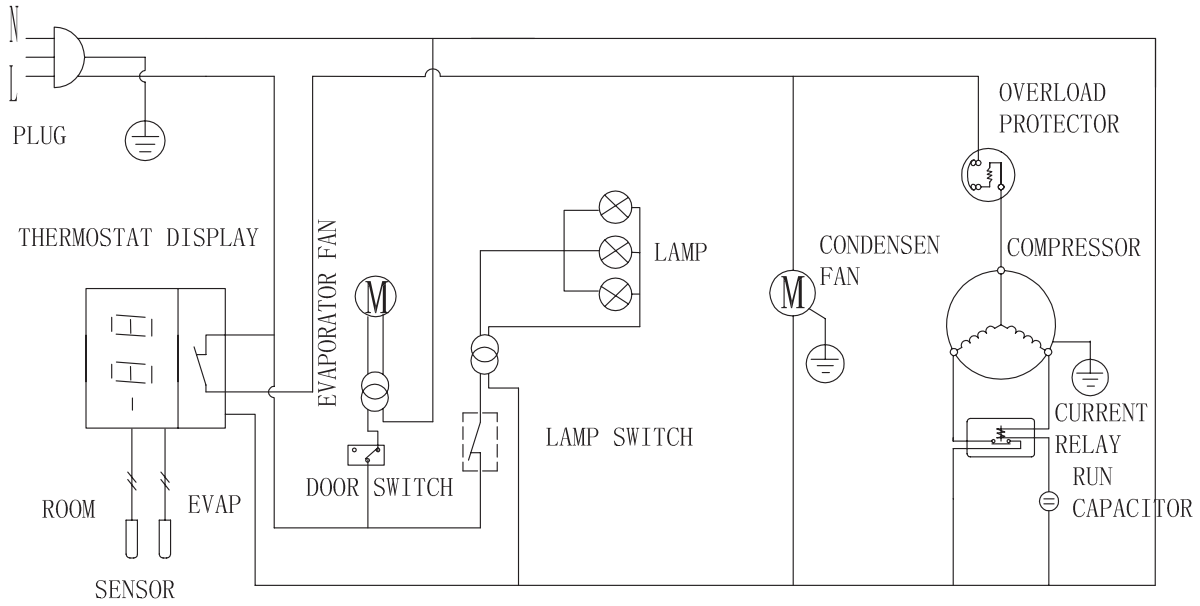 N
L
PLUG
OVERLOAD
PROTECTOR
THERMOSTAT DISPLAY
EVAPORATOR FAN
M
LAMP
M
CONDENSEN
FAN
COMPRESSOR
LAMP SWITCH
CURRENT
RELAY
DOOR SWITCH
RUN
CAPACITOR
ROOM
EVAP
SENSOR